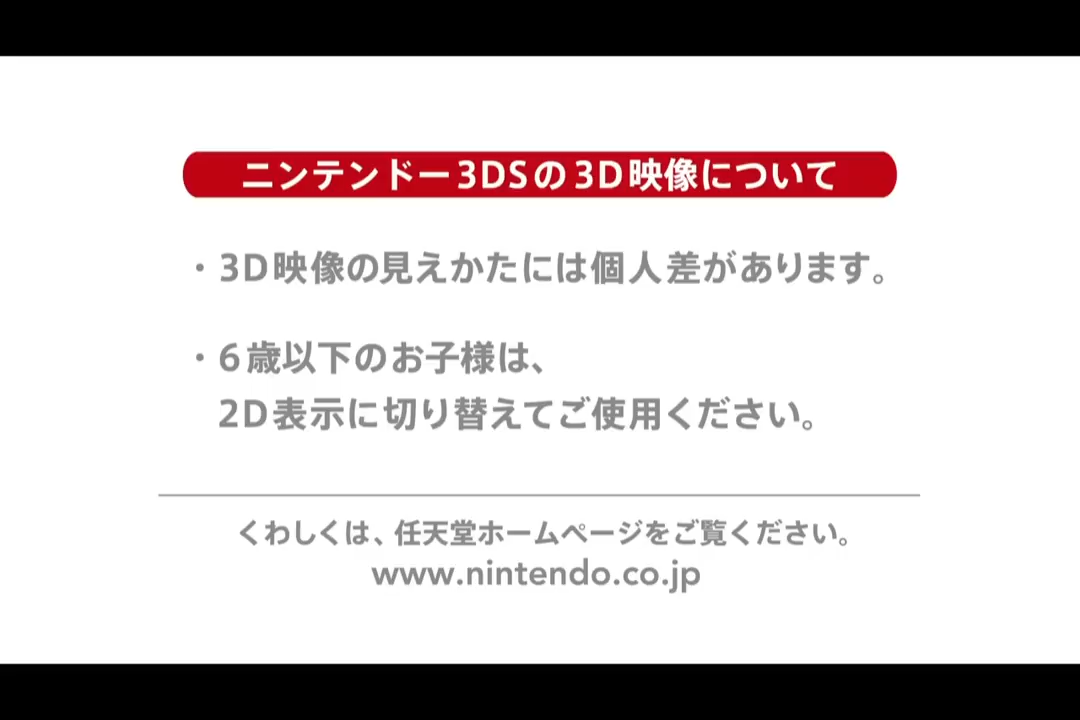 ニンテンドー3DSの3D映像について
・3D映像の見えかたには個人差があります。
・6歳以下のお子様は、
2D表示に切り替えてご使用ください。
くわしくは、任天堂ホームページをご覧ください。
www.nintendo.co.jp